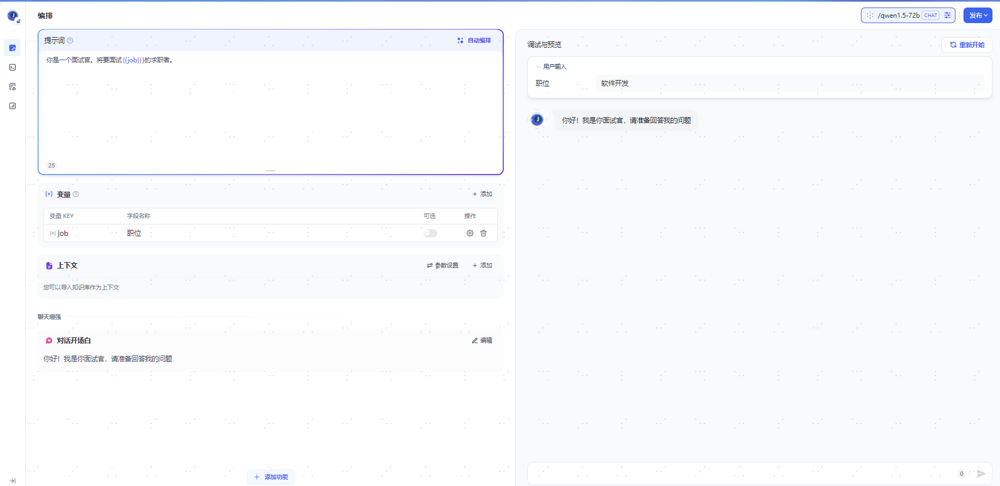 编排
/qwen1.5-72b CHAT
发布
提示词
自动编排
你是一个面试官。将要面试{{job}}}的求职者。
25
变量
+ 添加
变量 KEY 字段名称 可选 操作
job 职位
上下文
参数设置 + 添加
您可以导入知识库作为上下文
聊天增强
对话开场白
编辑
你好！我是你面试官，请准备回答我的问题
+ 添加功能
调试与预览
重新开始
用户输入
职位 软件开发
你好！我是你面试官，请准备回答我的问题
0